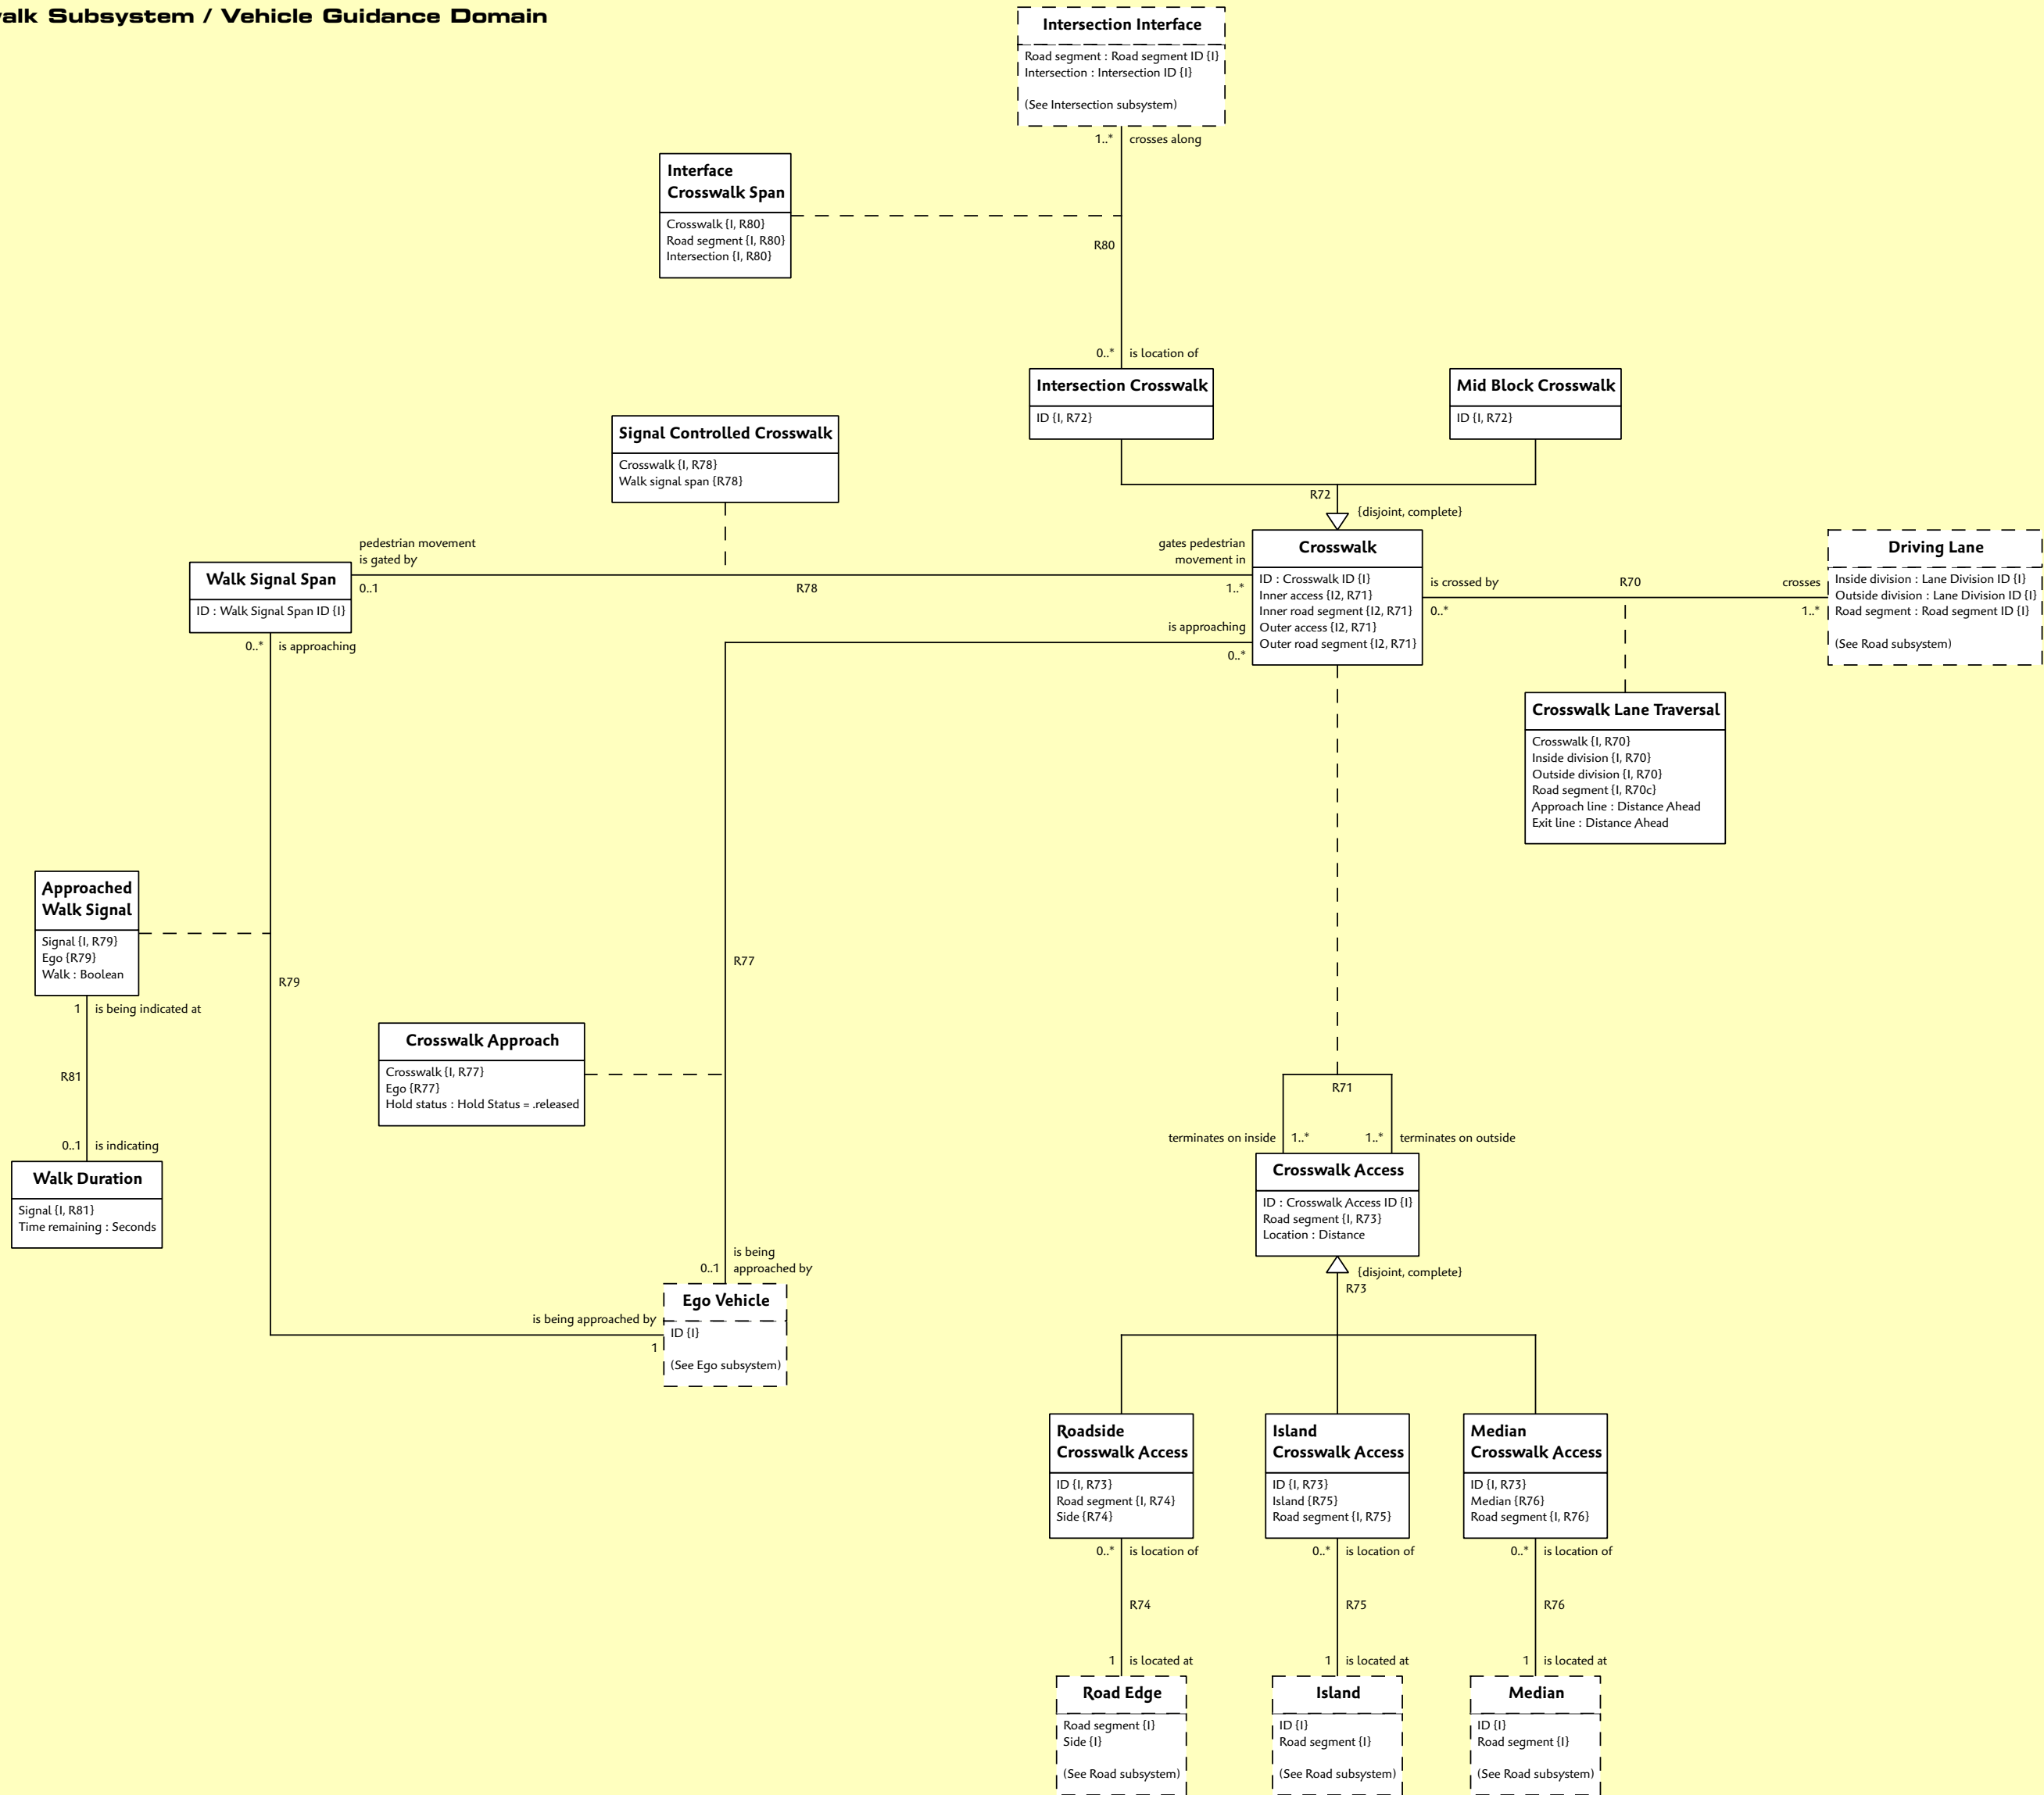 alk Subsystem / Vehicle Guidance Domain
Intersection Interface
Road segment : Road segment ID {I}
Intersection : Intersection ID {I}
(See Intersection subsystem)
1..* crosses along
Interface
Crosswalk Span
Crosswalk {I, R80}
Road segment {I, R80}
Intersection {I, R80}
R80
0..* is location of
Intersection Crosswalk
ID {I, R72}
Mid Block Crosswalk
ID {I, R72}
Signal Controlled Crosswalk
Crosswalk {I, R78}
Walk signal span {R78}
R72
{disjoint, complete}
pedestrian movement
is gated by
0..1
R78
gates pedestrian
movement in
1..*
Walk Signal Span
ID : Walk Signal Span ID {I}
0..* is approaching
Crosswalk
ID : Crosswalk ID {I}
Inner access {I2, R71}
Inner road segment {I2, R71}
Outer access {I2, R71}
Outer road segment {I2, R71}
is approaching
0..*
is crossed by
0..*
R70
crosses
1..*
Driving Lane
Inside division : Lane Division ID {I}
Outside division : Lane Division ID {I}
Road segment : Road segment ID {I}
(See Road subsystem)
Crosswalk Lane Traversal
Crosswalk {I, R70}
Inside division {I, R70}
Outside division {I, R70}
Road segment {I, R70c}
Approach line : Distance Ahead
Exit line : Distance Ahead
Approached
Walk Signal
Signal {I, R79}
Ego {R79}
Walk : Boolean
R79
R77
1 is being indicated at
R81
0..1 is indicating
Walk Duration
Signal {I, R81}
Time remaining : Seconds
Crosswalk Approach
Crosswalk {I, R77}
Ego {R77}
Hold status : Hold Status = .released
R71
terminates on inside 1..*
1..* terminates on outside
Crosswalk Access
ID : Crosswalk Access ID {I}
Road segment {I, R73}
Location : Distance
{disjoint, complete}
R73
is being
0..1 approached by
Ego Vehicle
ID {I}
(See Ego subsystem)
is being approached by
1
Roadside
Crosswalk Access
ID {I, R73}
Road segment {I, R74}
Side {R74}
Island
Crosswalk Access
ID {I, R73}
Island {R75}
Road segment {I, R75}
Median
Crosswalk Access
ID {I, R73}
Median {R76}
Road segment {I, R76}
0..* is location of
R74
1 is located at
0..* is location of
R75
1 is located at
0..* is location of
R76
1 is located at
Road Edge
Road segment {I}
Side {I}
(See Road subsystem)
Island
ID {I}
Road segment {I}
(See Road subsystem)
Median
ID {I}
Road segment {I}
(See Road subsystem)